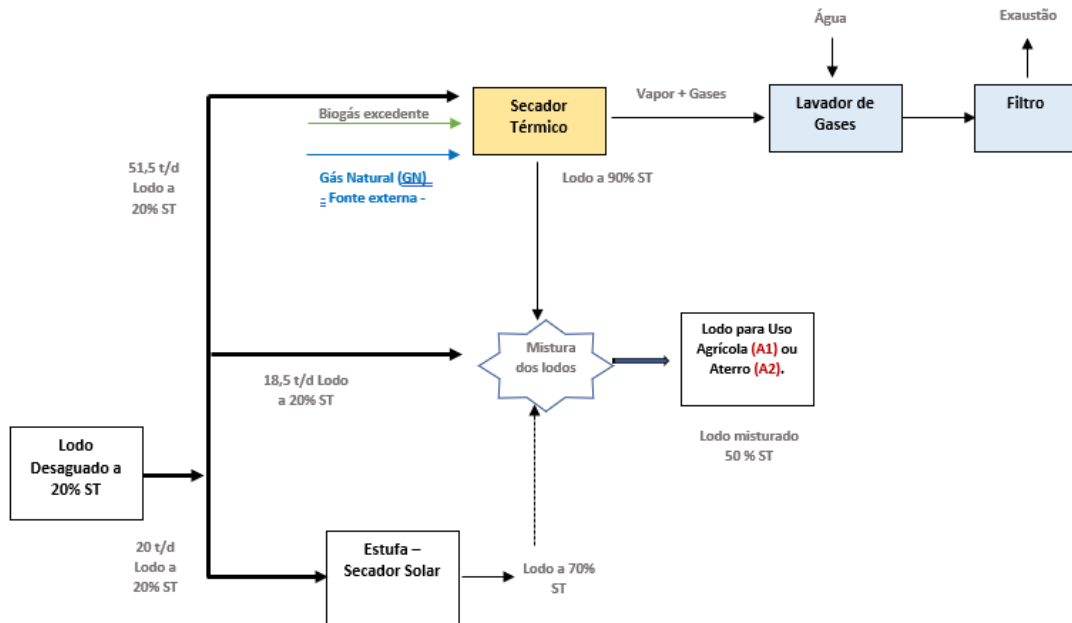 Água
Exaustão
Biogás excedente
Secador
Térmico
Vapor + Gases
Lavador de
Gases
Filtro
51,5 t/d
Lodo a
20% ST
Gás Natural (GN)
- Fonte externa -
Lodo a 90% ST
Mistura
dos lodos
Lodo para Uso
Agrícola (A1) ou
Aterro (A2).
18,5 t/d Lodo
a 20% ST
Lodo misturado
50 % ST
Lodo
Desaguado a
20% ST
20 t/d
Lodo a
20% ST
Estufa –
Secador Solar
Lodo a 70%
ST